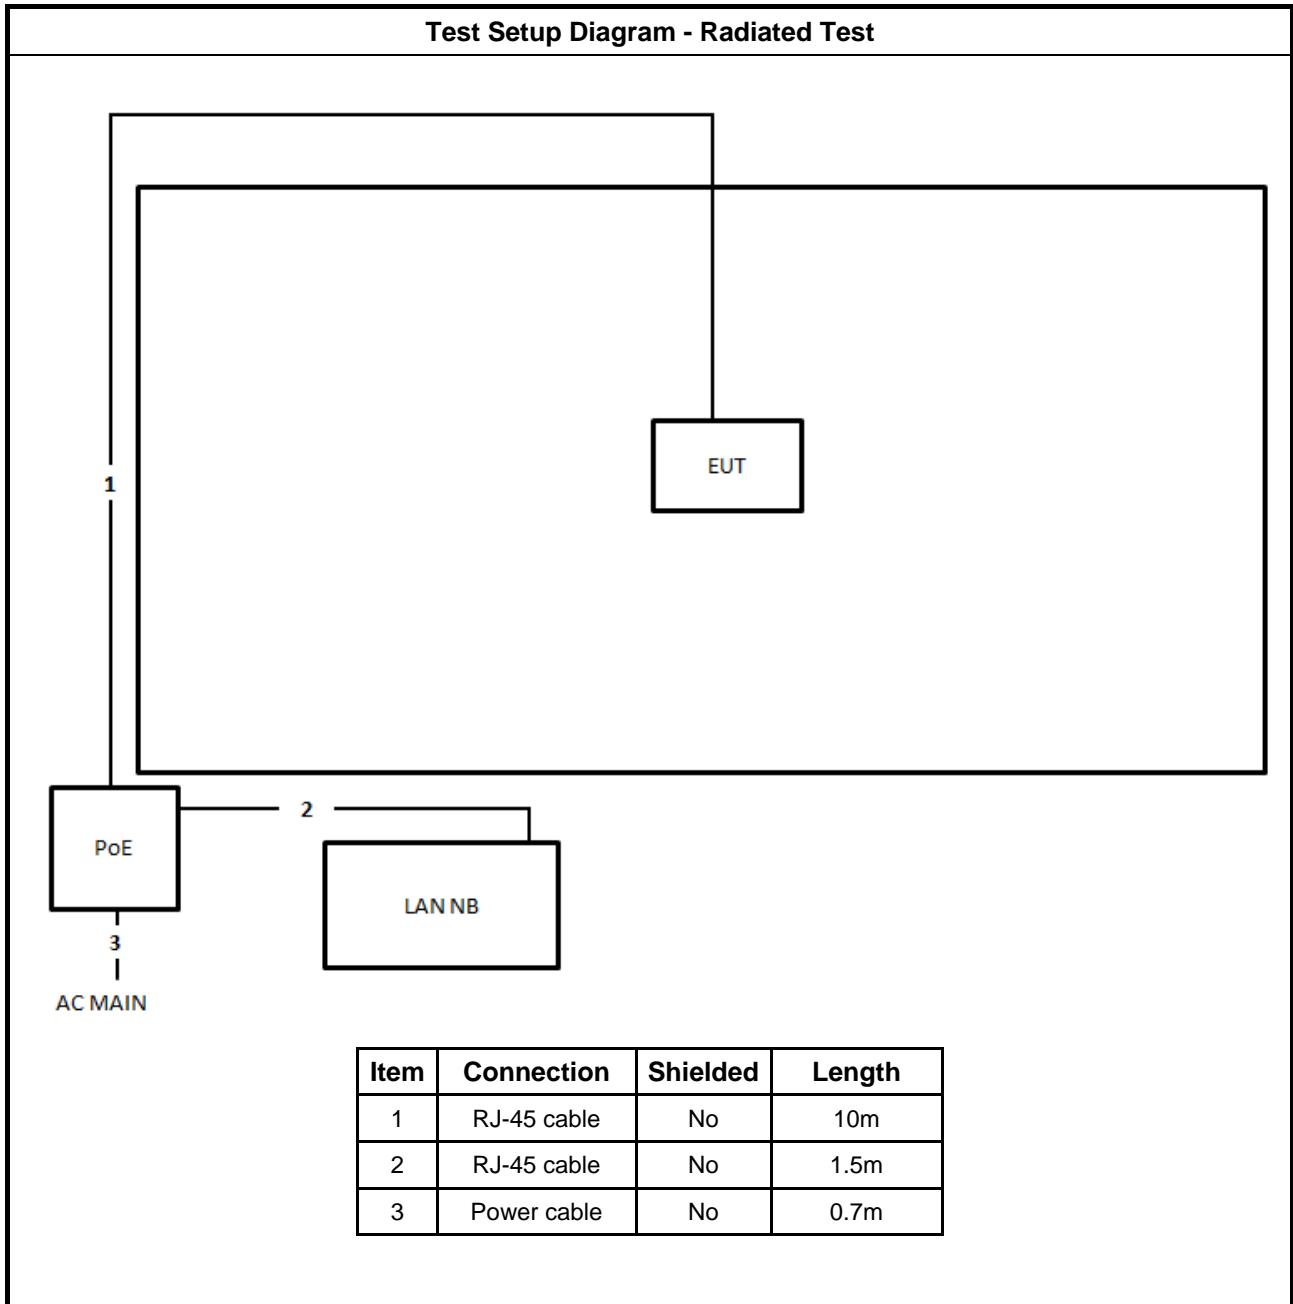 Test Setup Diagram - Radiated Test
1
EUT
2
PoE
LAN NB
3
AC MAIN
Item Connection Shielded Length
1 RJ-45 cable No 10m
2 RJ-45 cable No 1.5m
3 Power cable No 0.7m